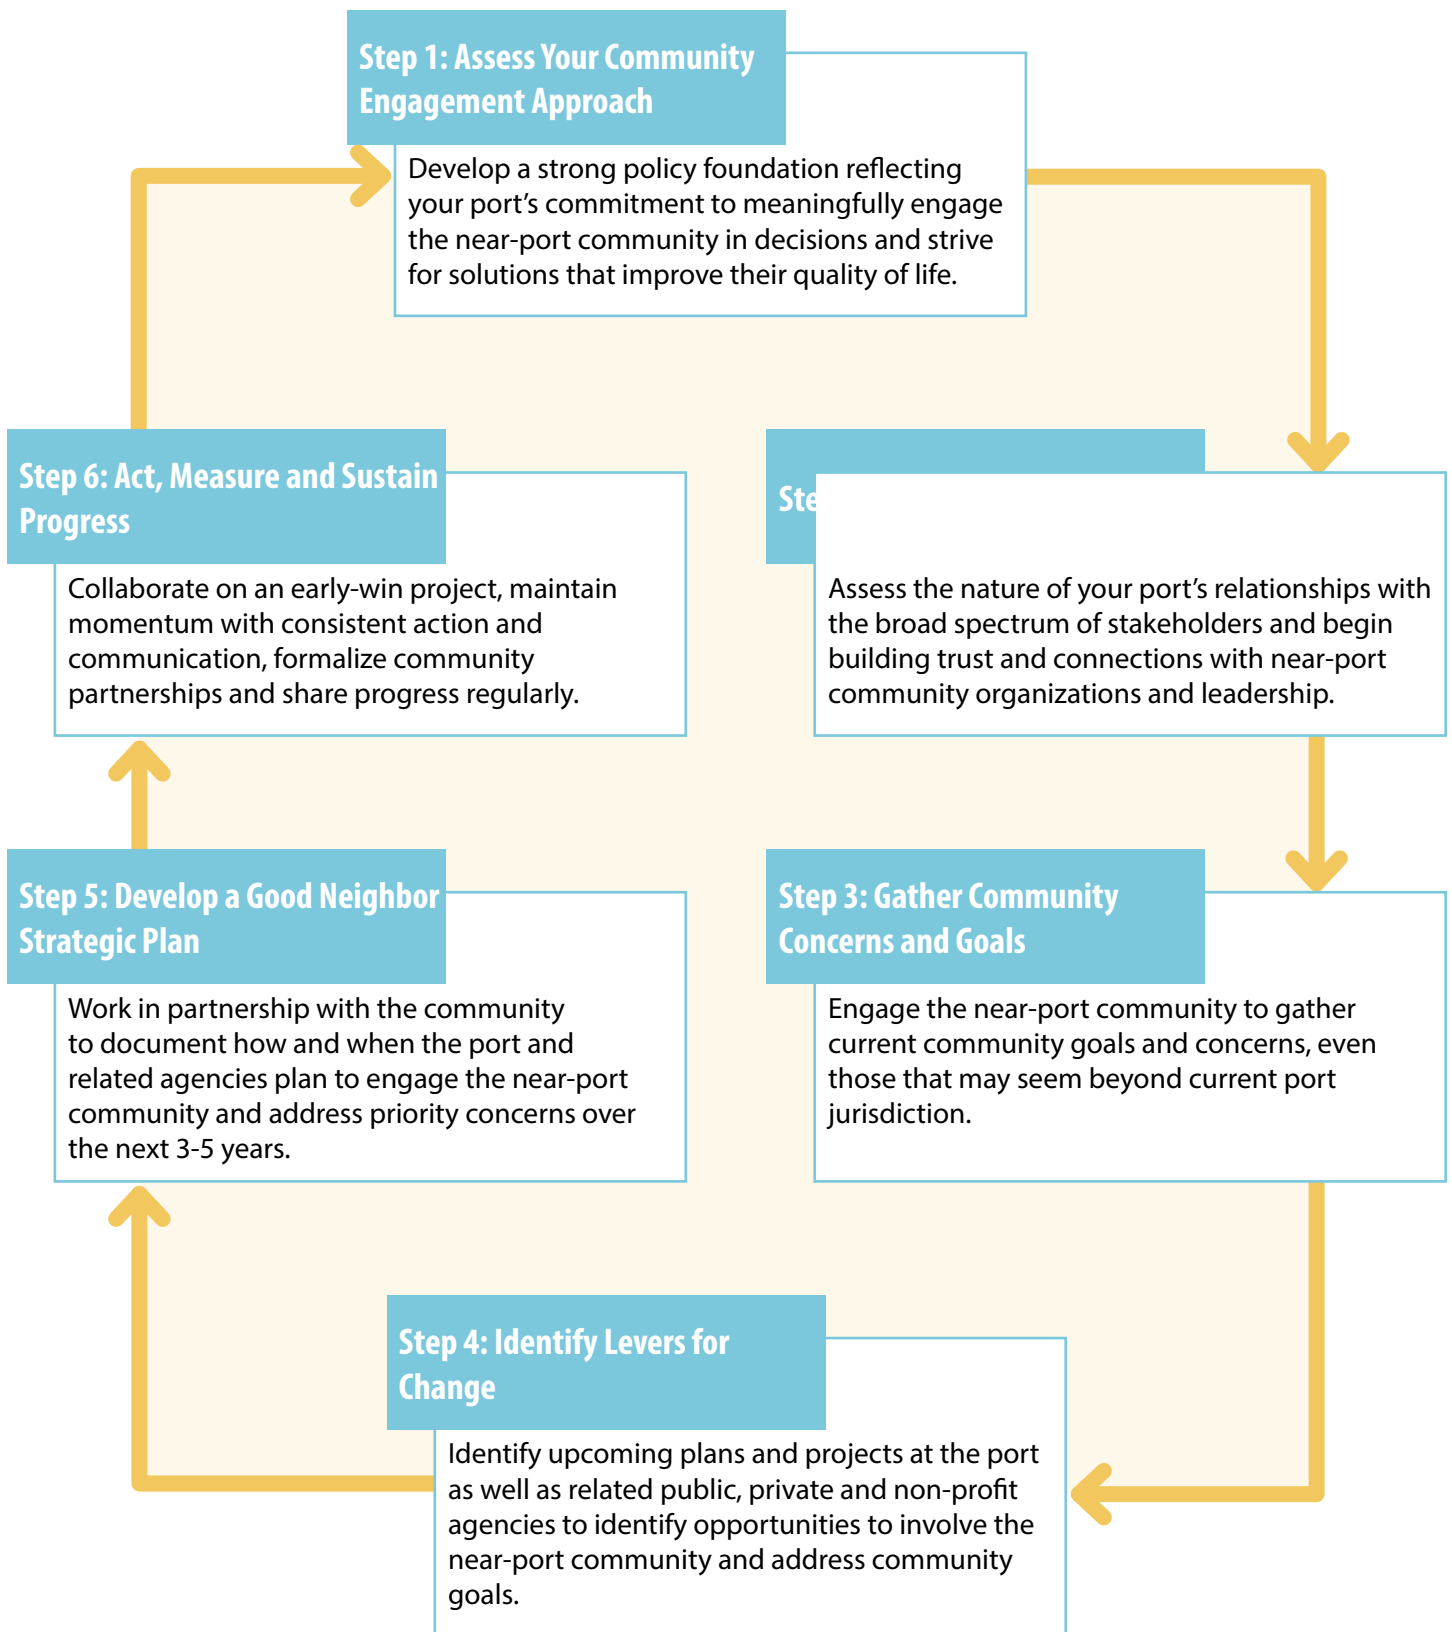 Step 1: Assess Your Community
Engagement Approach
Develop a strong policy foundation reflecting
your port’s commitment to meaningfully engage
the near-port community in decisions and strive
for solutions that improve their quality of life.
Ste
Assess the nature of your port’s relationships with
the broad spectrum of stakeholders and begin
building trust and connections with near-port
community organizations and leadership.
Step 3: Gather Community
Concerns and Goals
Engage the near-port community to gather
current community goals and concerns, even
those that may seem beyond current port
jurisdiction.
Step 4: Identify Levers for
Change
Identify upcoming plans and projects at the port
as well as related public, private and non-profit
agencies to identify opportunities to involve the
near-port community and address community
goals.
Step 5: Develop a Good Neighbor
Strategic Plan
Work in partnership with the community
to document how and when the port and
related agencies plan to engage the near-port
community and address priority concerns over
the next 3-5 years.
Step 6: Act, Measure and Sustain
Progress
Collaborate on an early-win project, maintain
momentum with consistent action and
communication, formalize community
partnerships and share progress regularly.